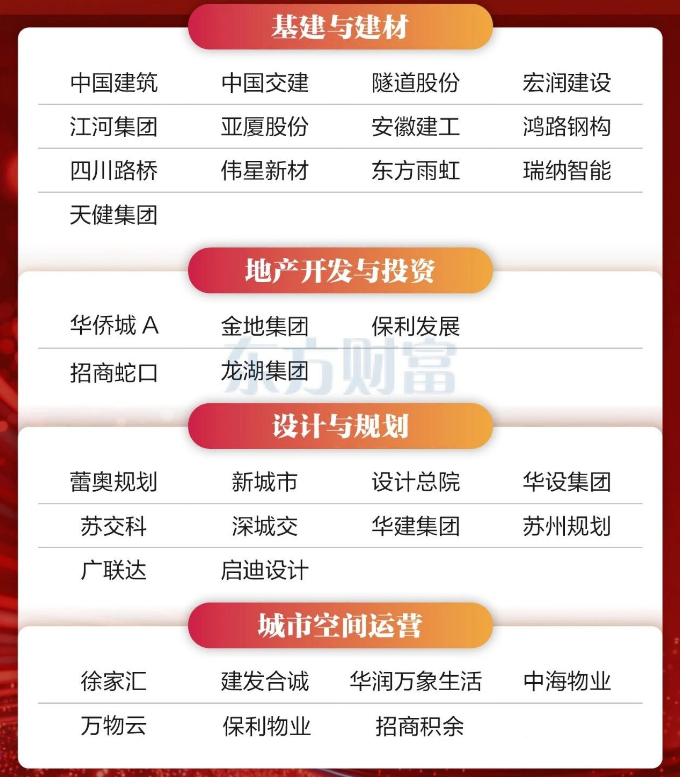 基建与建材
中国建筑 中国交建 隧道股份 宏润建设
江河集团 亚厦股份 安徽建工 鸿路钢构
四川路桥 伟星新材 东方雨虹 瑞纳智能
天健集团
地产开发与投资
华侨城A 金地集团 保利发展
东方财富
招商蛇口 龙湖集团
设计与规划
蕾奥规划 新城市 设计总院 华设集团
苏交科 深城交 华建集团 苏州规划
广联达 启迪设计
城市空间运营
徐家汇 建发合诚 华润万象生活 中海物业
万物云 保利物业 招商积余